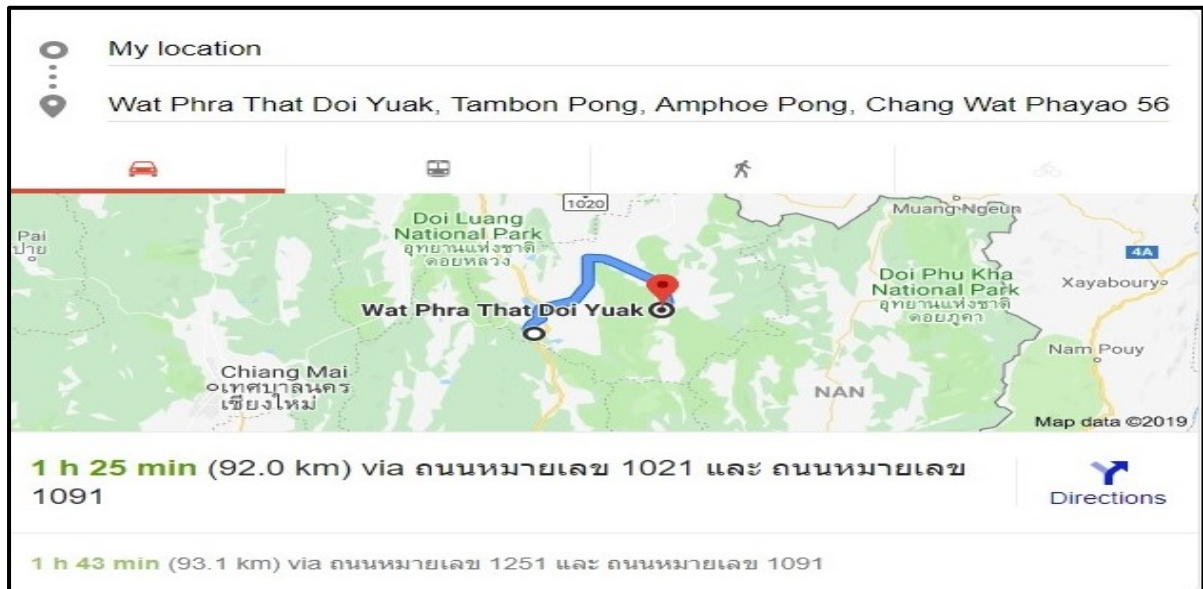 My location
Wat Phra That Doi Yuak, Tambon Pong, Amphoe Pong, Chang Wat Phayao 56
1020
Muang Ngeun
Pai
ปาย
Doi Luang
National Park
อุทยานแห่งชาติ
ดอยหลวง
4A
Doi Phu Kha
National Park
อุทยานแห่งชาติ
ดอยภูคา
Xayaboury
Wat Phra That Doi Yuak
Nam Pouy
Chiang Mai
เทศบาลนคร
เชียงใหม่
NAN
Map data ©2019
1 h 25 min (92.0 km) via ถนนหมายเลข 1021 และ ถนนหมายเลข
1091
Directions
1 h 43 min (93.1 km) via ถนนหมายเลข 1251 และ ถนนหมายเลข 1091